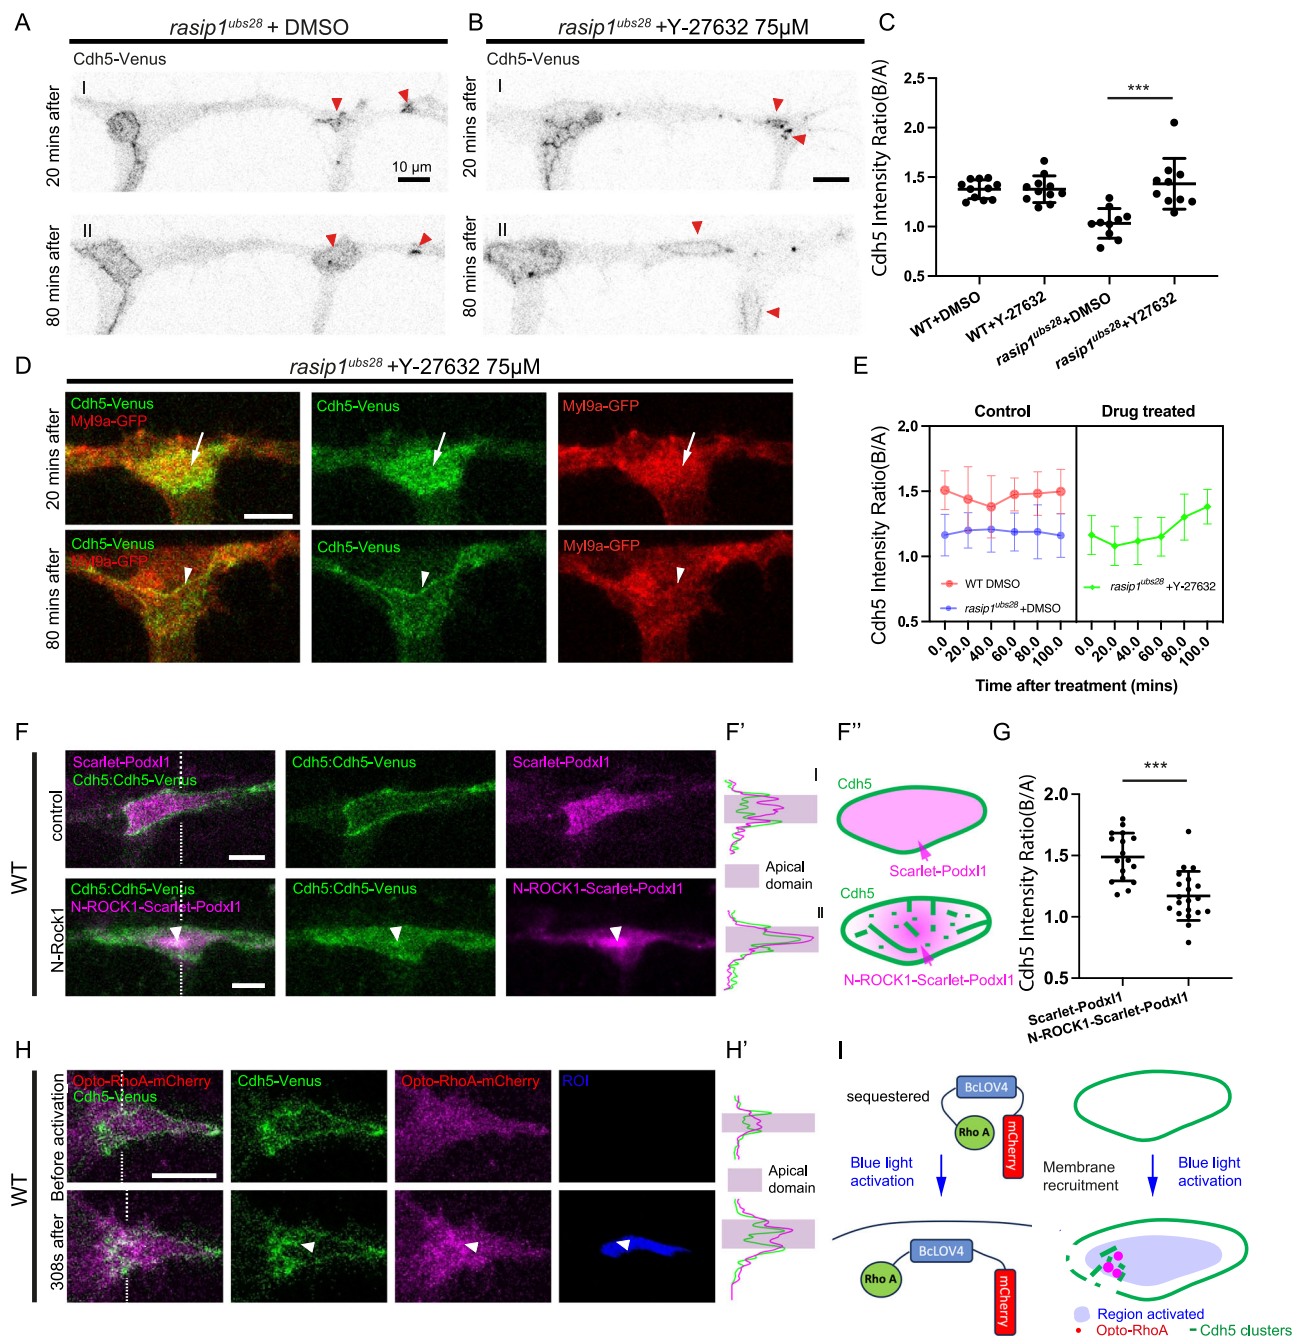 A
rasip1ubs28 + DMSO
Cdh5-Venus
I
20 mins after
10 µm
II
80 mins after
B
rasip1ubs28 +Y-27632 75µM
Cdh5-Venus
I
20 mins after
II
80 mins after
C
Cdh5 Intensity Ratio(B/A)
2.5
2.0
1.5
1.0
0.5
***
WT+DMSO
WT+Y-27632
rasip1ubs28+DMSO
rasip1ubs28+Y27632
D
rasip1ubs28 +Y-27632 75µM
20 mins after
Cdh5-Venus
Myl9a-GFP
Cdh5-Venus
Myl9a-GFP
80 mins after
Cdh5-Venus
Myl9a-GFP
Cdh5-Venus
Myl9a-GFP
E
Control
Drug treated
Cdh5 Intensity Ratio(B/A)
2.0
1.5
1.0
0.5
WT DMSO
rasip1ubs28 +DMSO
rasip1ubs28 +Y-27632
0.0
20.0
40.0
60.0
80.0
100.0
0.0
20.0
40.0
60.0
80.0
100.0
Time after treatment (mins)
F
WT
control
Scarlet-Podxl1
Cdh5:Cdh5-Venus
Cdh5:Cdh5-Venus
Scarlet-Podxl1
N-Rock1
Cdh5:Cdh5-Venus
N-ROCK1-Scarlet-Podxl1
Cdh5:Cdh5-Venus
N-ROCK1-Scarlet-Podxl1
F'
I
Apical
domain
II
F''
Cdh5
Scarlet-Podxl1
Cdh5
N-ROCK1-Scarlet-Podxl1
G
Cdh5 Intensity Ratio(B/A)
***
2.0
1.5
1.0
0.5
Scarlet-Podxl1
N-ROCK1-Scarlet-Podxl1
H
WT
Before activation
Opto-RhoA-mCherry
Cdh5-Venus
Cdh5-Venus
Opto-RhoA-mCherry
ROI
308s after
H'
Apical
domain
I
sequestered
BcLOV4
Rho A
mCherry
Blue light
activation
Membrane
recruitment
Blue light
activation
BcLOV4
Rho A
mCherry
Region activated
Opto-RhoA
Cdh5 clusters